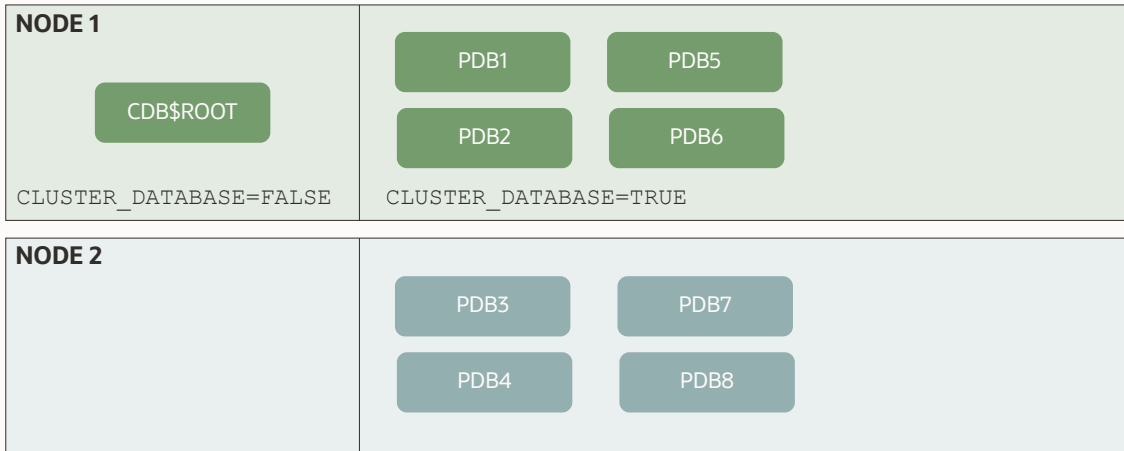 NODE 1
CDB$ROOT
CLUSTER_DATABASE=FALSE
PDB1 PDB5
PDB2 PDB6
CLUSTER_DATABASE=TRUE
NODE 2
PDB3 PDB7
PDB4 PDB8